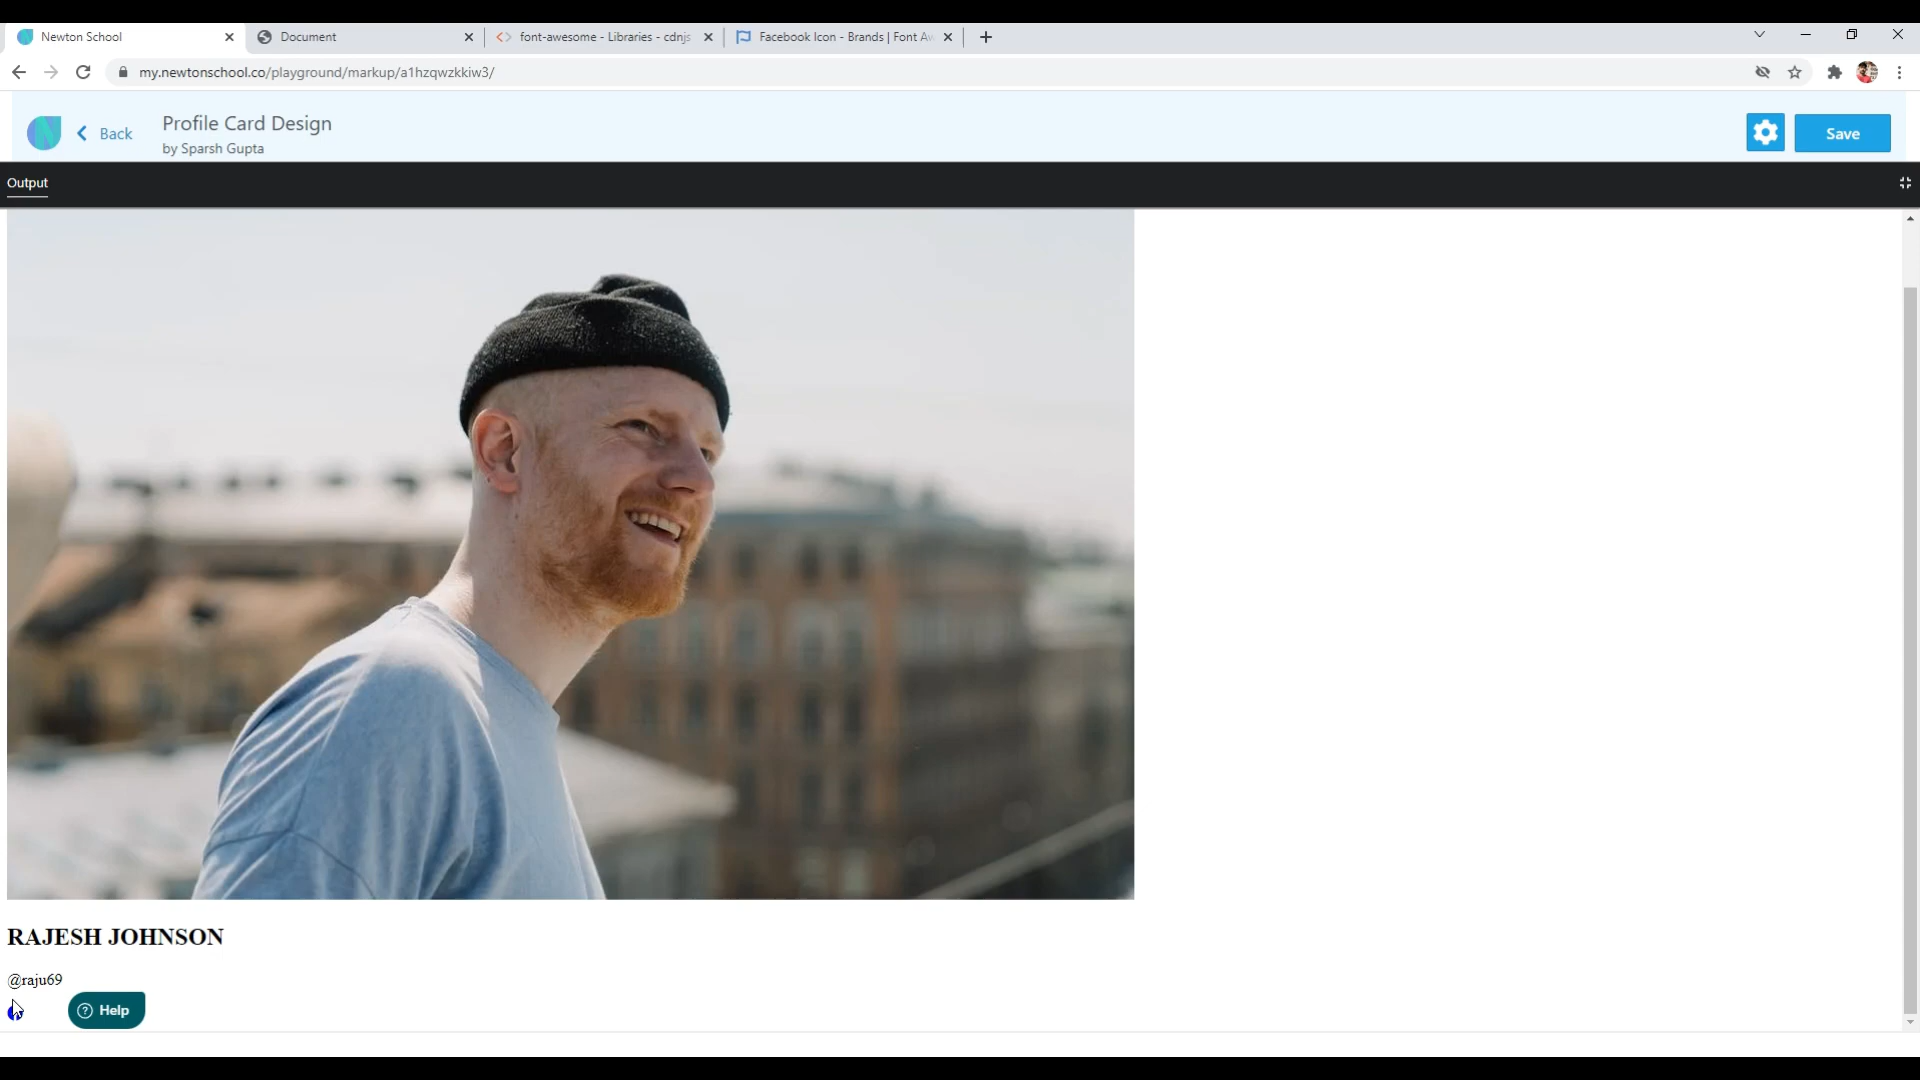 Newton School
Document
font-awesome - Libraries - cdnjs
Facebook Icon - Brands | Font Aw
my.newtonschool.co/playground/markup/a1hzqwzkkiw3/
Back
Profile Card Design
by Sparsh Gupta
Save
Output
RAJESH JOHNSON
@raju69
Help